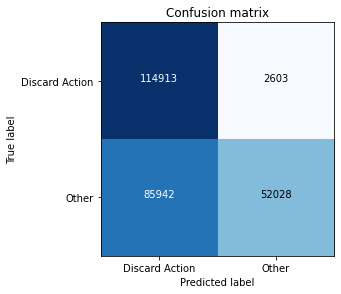 Confusion matrix
True label
Discard Action
114913 2603
Other
85942 52028
Discard Action Other
Predicted label